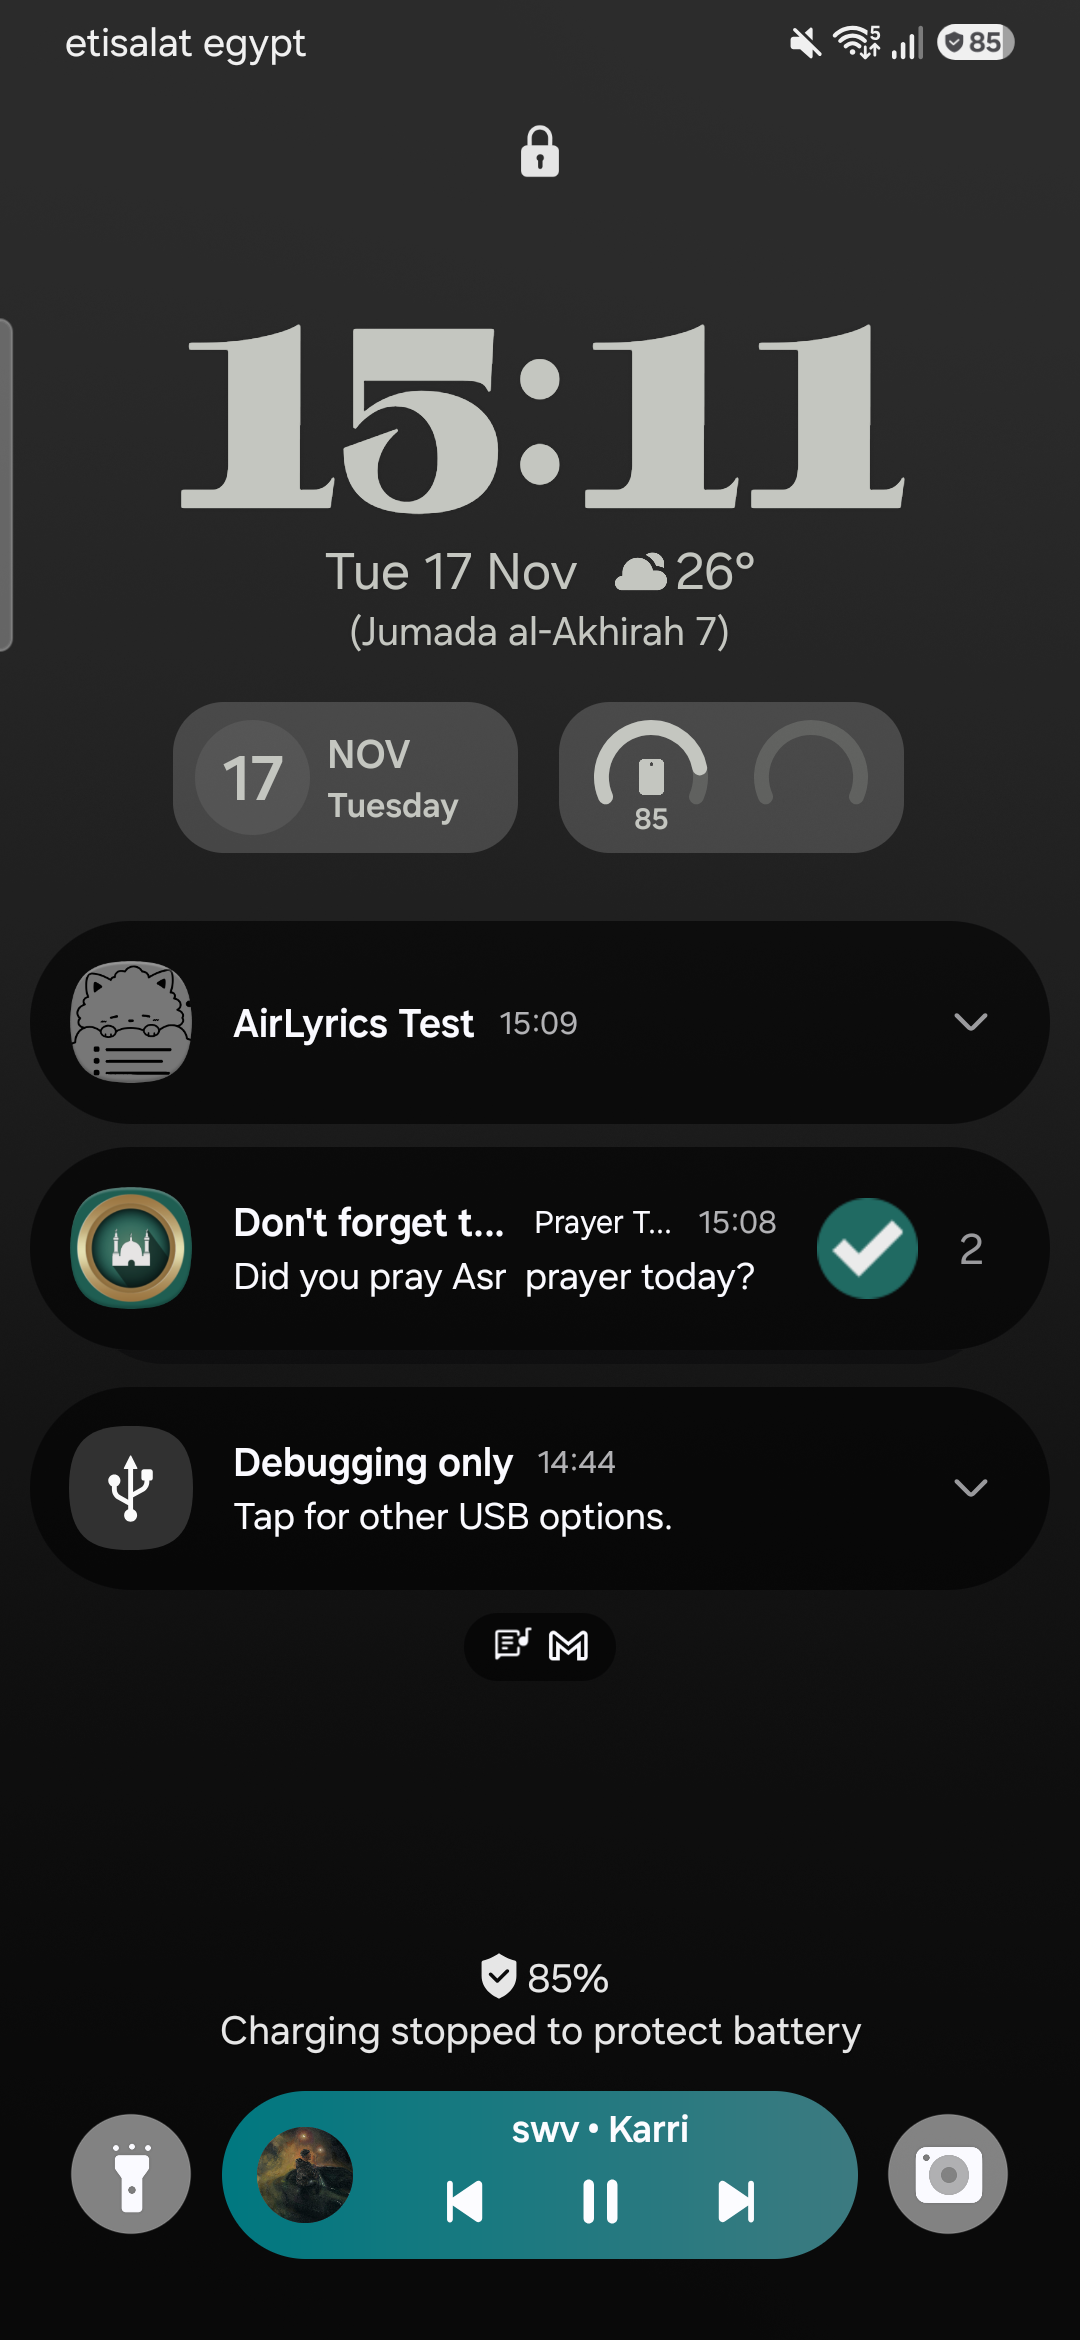 etisalat egypt
5 85
15:11
Tue 17 Nov 26°
(Jumada al-Akhirah 7)
17 NOV
Tuesday
85
AirLyrics Test 15:09
Don't forget t... Prayer T... 15:08
Did you pray Asr prayer today?
2
Debugging only 14:44
Tap for other USB options.
85%
Charging stopped to protect battery
swv • Karri